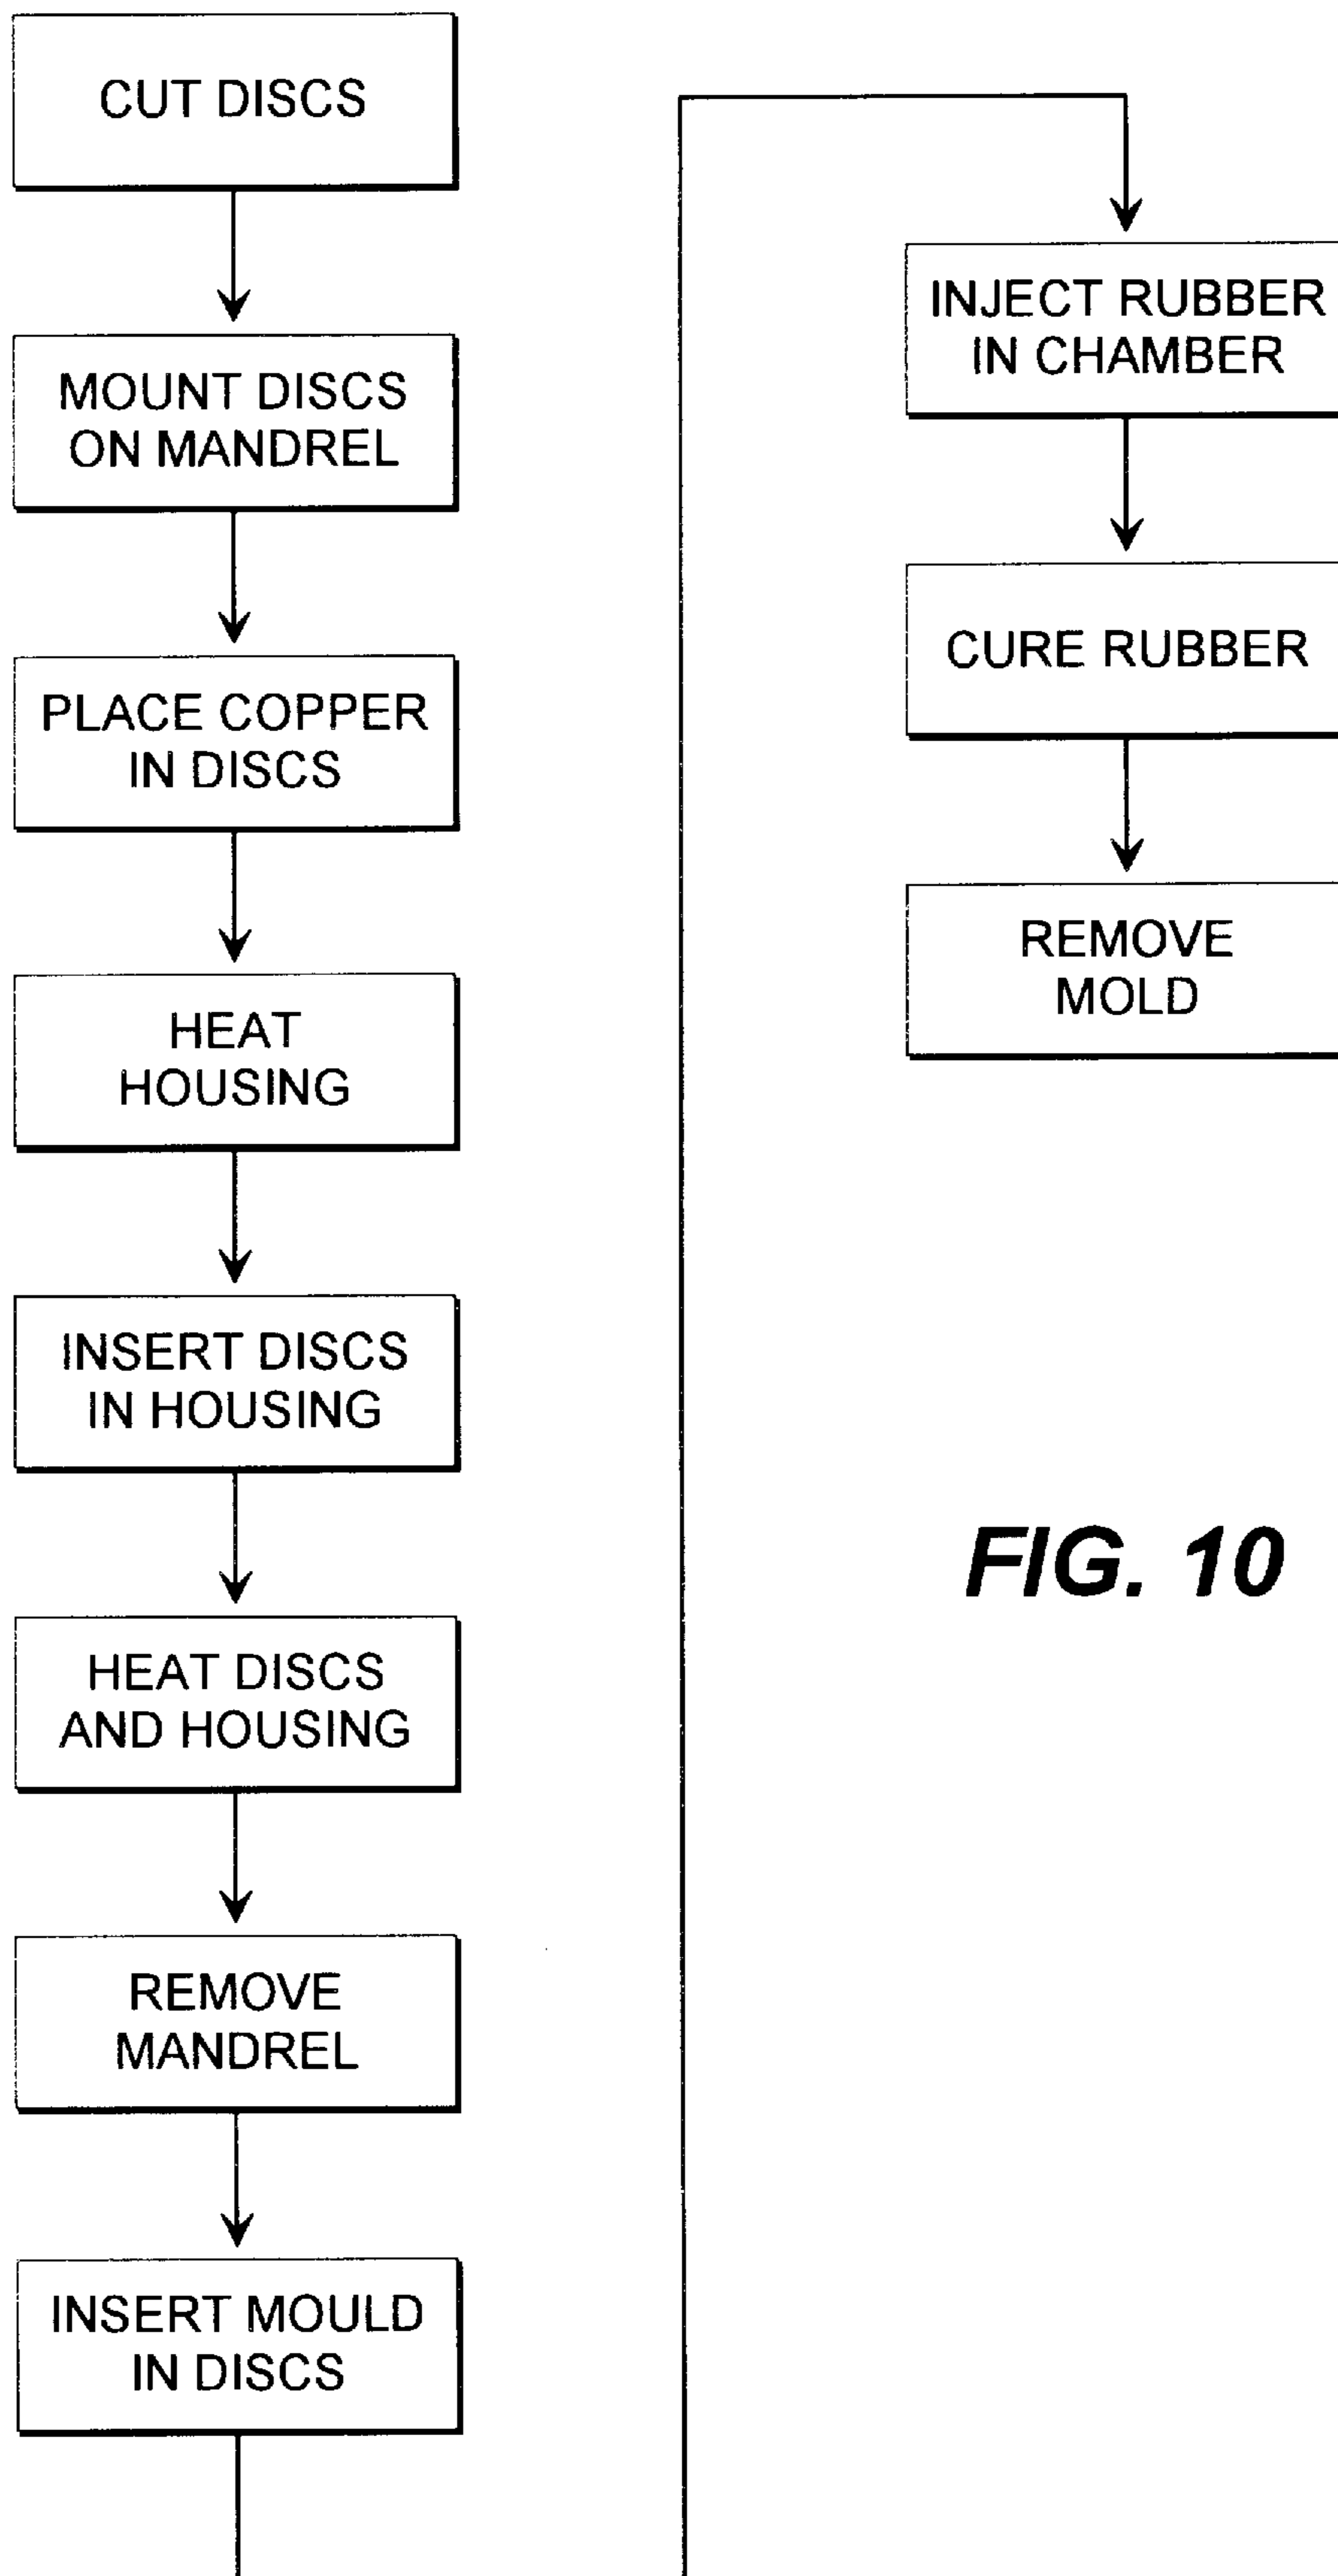 CUT DISCS
MOUNT DISCS
ON MANDREL
PLACE COPPER
IN DISCS
HEAT
HOUSING
INSERT DISCS
IN HOUSING
HEAT DISCS
AND HOUSING
REMOVE
MANDREL
INSERT MOULD
IN DISCS
INJECT RUBBER
IN CHAMBER
CURE RUBBER
REMOVE
MOLD
FIG. 10